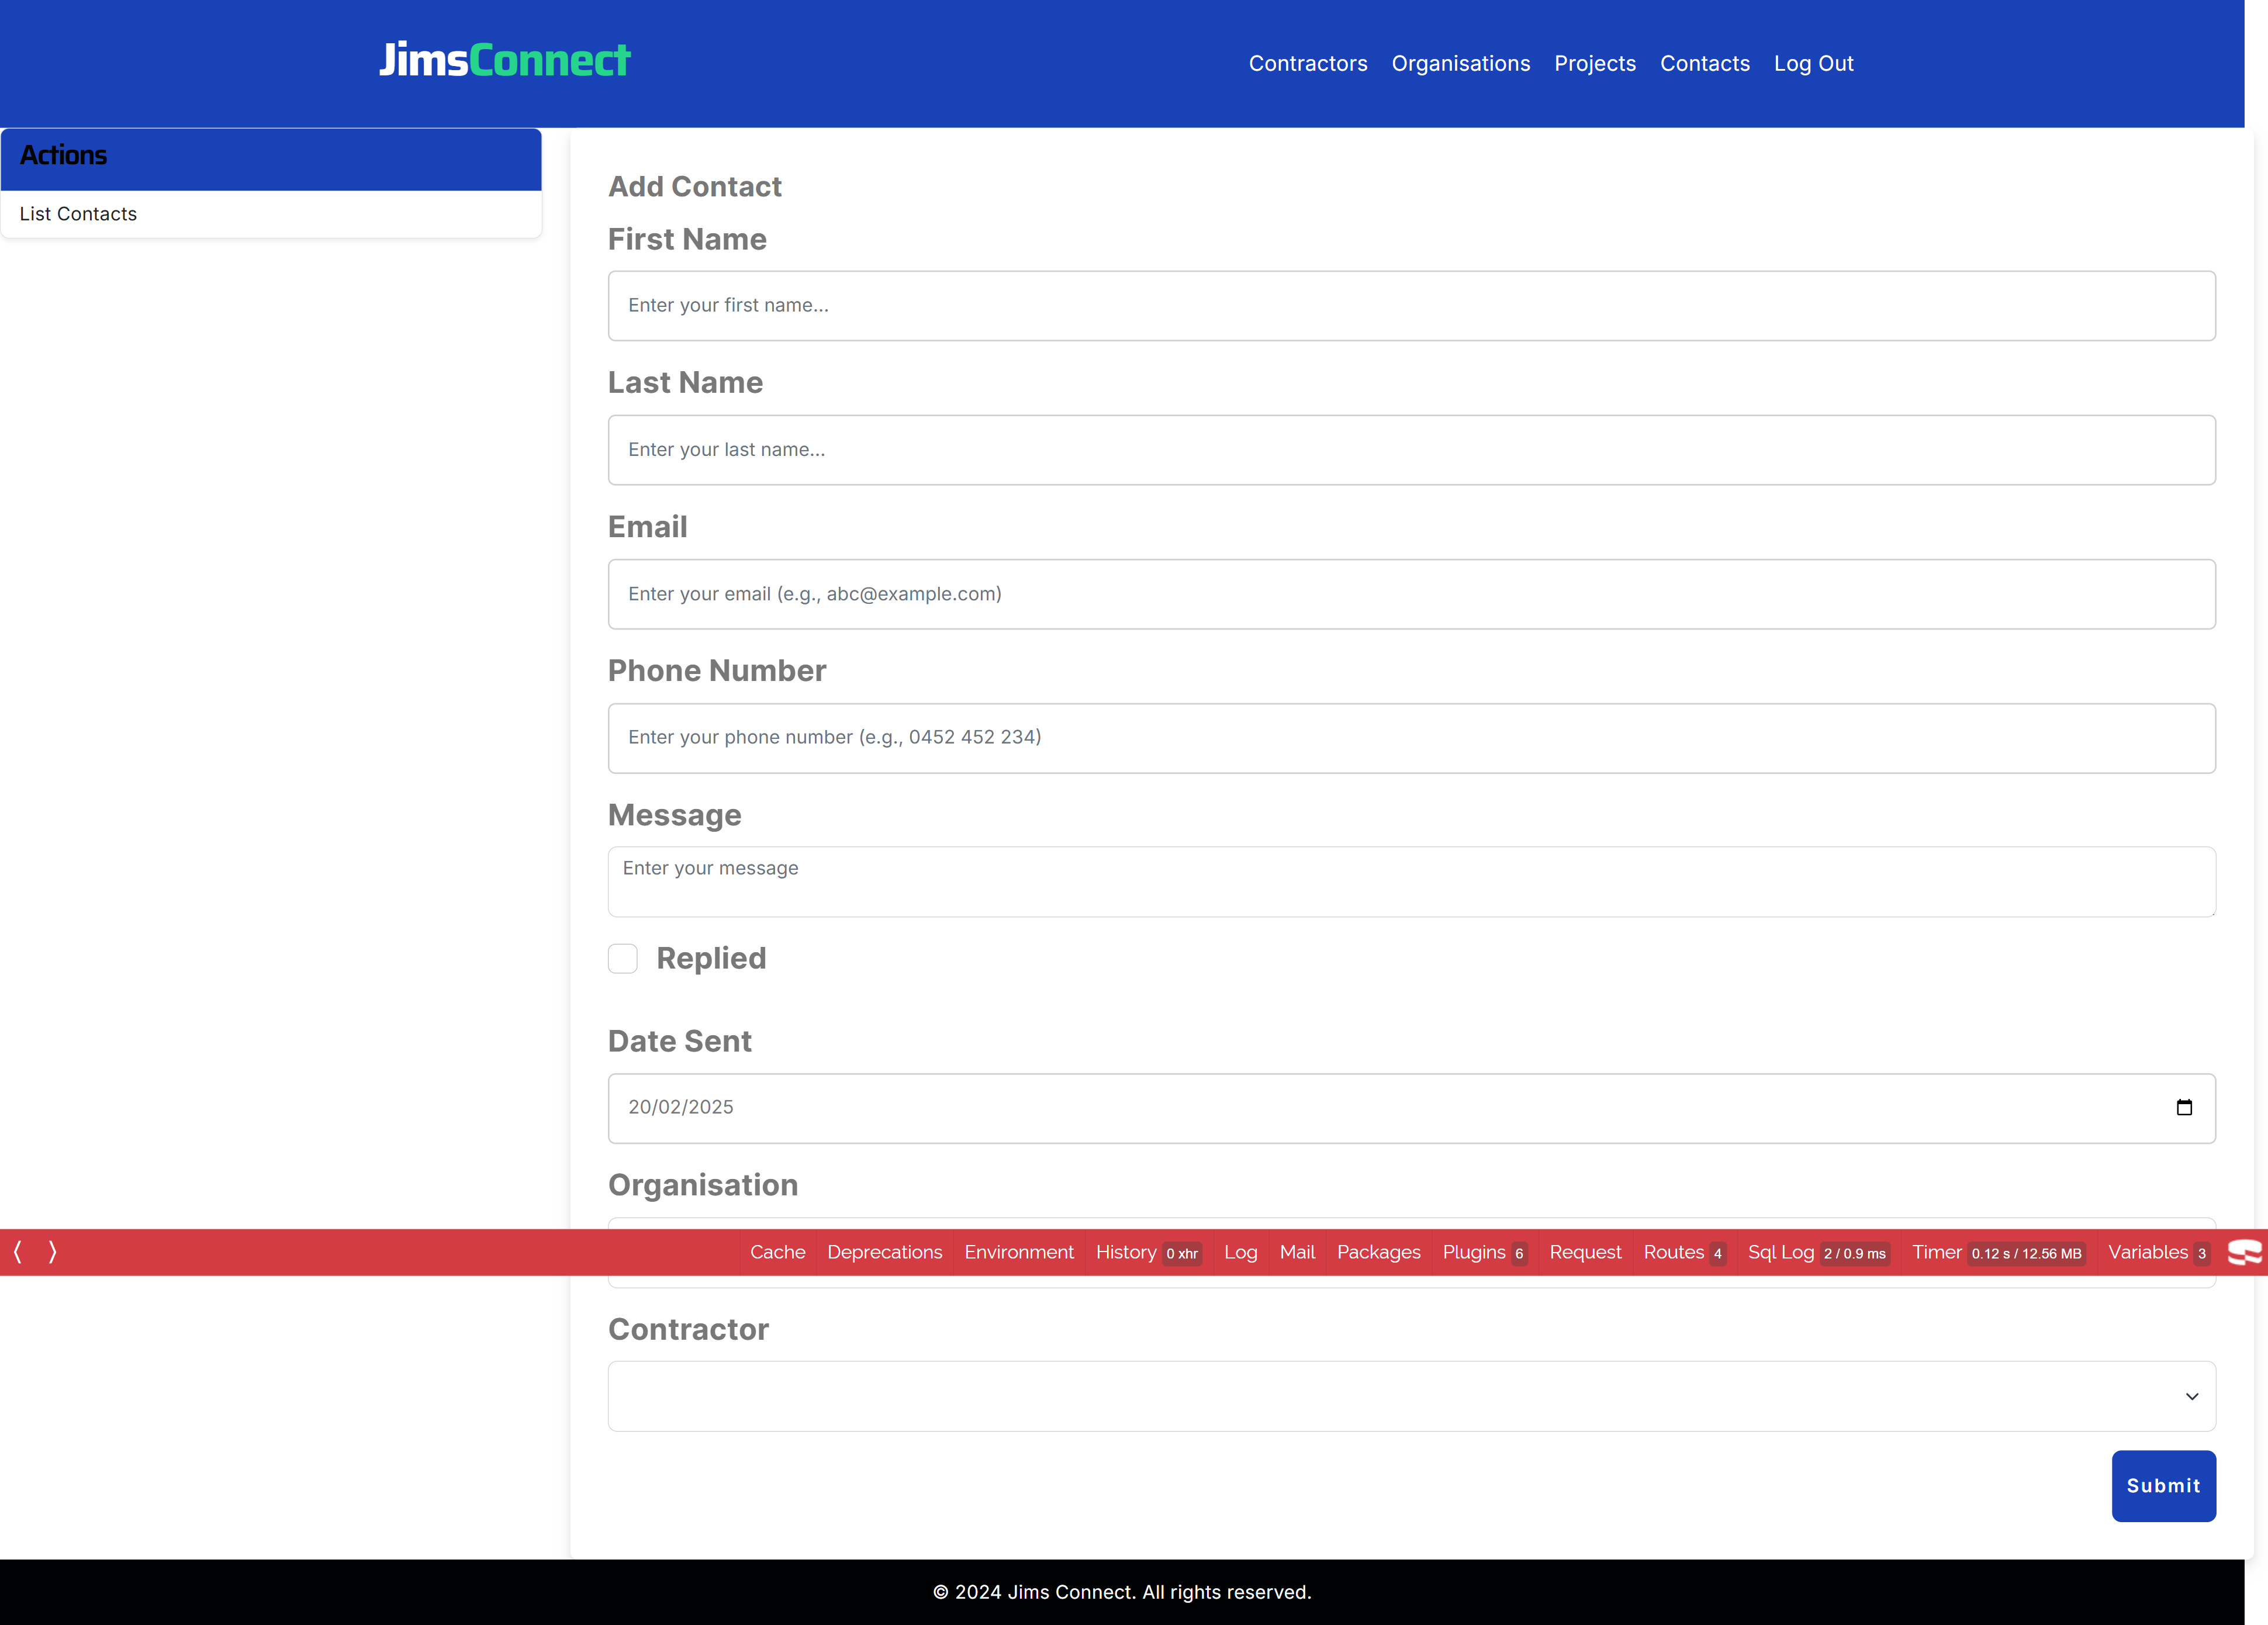 JimsConnect
Contractors Organisations Projects Contacts Log Out
Actions
List Contacts
Add Contact
First Name
Enter your first name...
Last Name
Enter your last name...
Email
Enter your email (e.g., abc@example.com)
Phone Number
Enter your phone number (e.g., 0452 452 234)
Message
Enter your message
Replied
Date Sent
20/02/2025
Organisation
Cache Deprecations Environment History 0 xhr Log Mail Packages Plugins 6 Request Routes 4 Sql Log 2 / 0.9 ms Timer 0.12 s / 12.56 MB Variables 3
Contractor
Submit
© 2024 Jims Connect. All rights reserved.